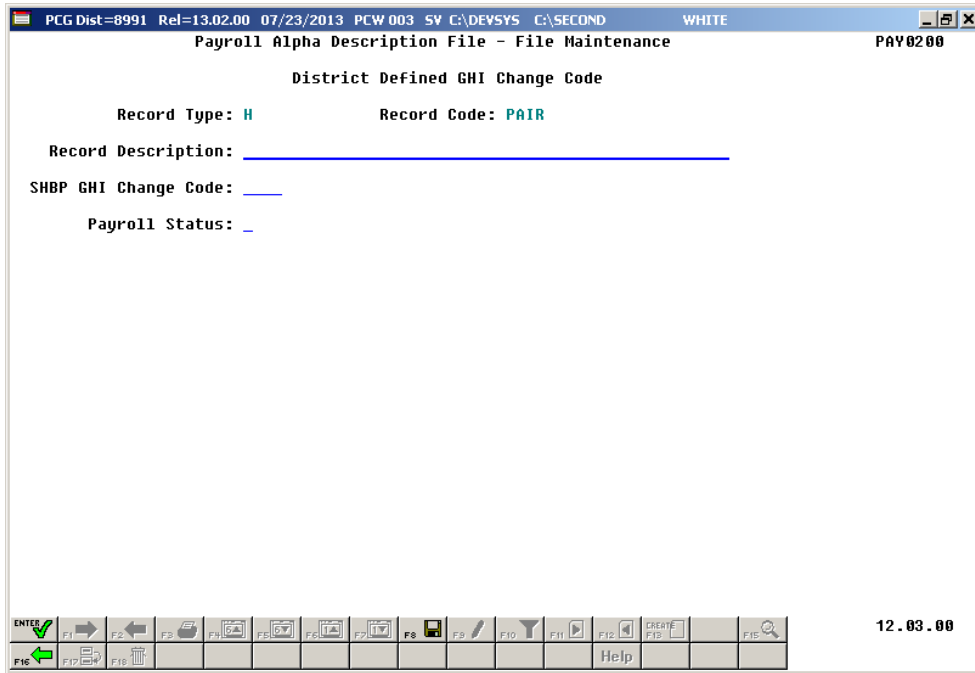 PCG Dist=8991 Rel=13.02.00 07/23/2013 PCW 003 SV C:\DEVSYS C:\SECOND WHITE
Payroll Alpha Description File - File Maintenance PAY0200
District Defined GHI Change Code
Record Type: H Record Code: PAIR
Record Description:
SHBP GHI Change Code:
Payroll Status:
ENTER F1 F2 F3 F4 F5 F6 F7 F8 F9 F10 F11 F12 CREATE F13 F15 12.03.00
F16 F17 F18 Help